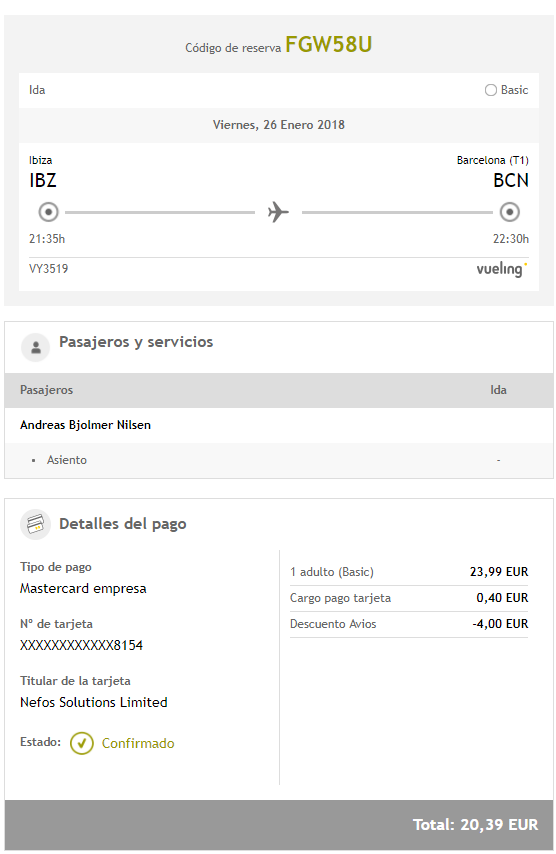 Código de reserva FGW58U
Ida Basic
Viernes, 26 Enero 2018
Ibiza Barcelona (T1)
IBZ BCN
21:35h 22:30h
VY3519 vueling
Pasajeros y servicios
Pasajeros Ida
Andreas Bjolmer Nilsen
• Asiento -
Detalles del pago
Tipo de pago
Mastercard empresa
Nº de tarjeta
XXXXXXXXXXXX8154
Titular de la tarjeta
Nefos Solutions Limited
Estado: Confirmado
1 adulto (Basic) 23,99 EUR
Cargo pago tarjeta 0,40 EUR
Descuento Avios -4,00 EUR
Total: 20,39 EUR